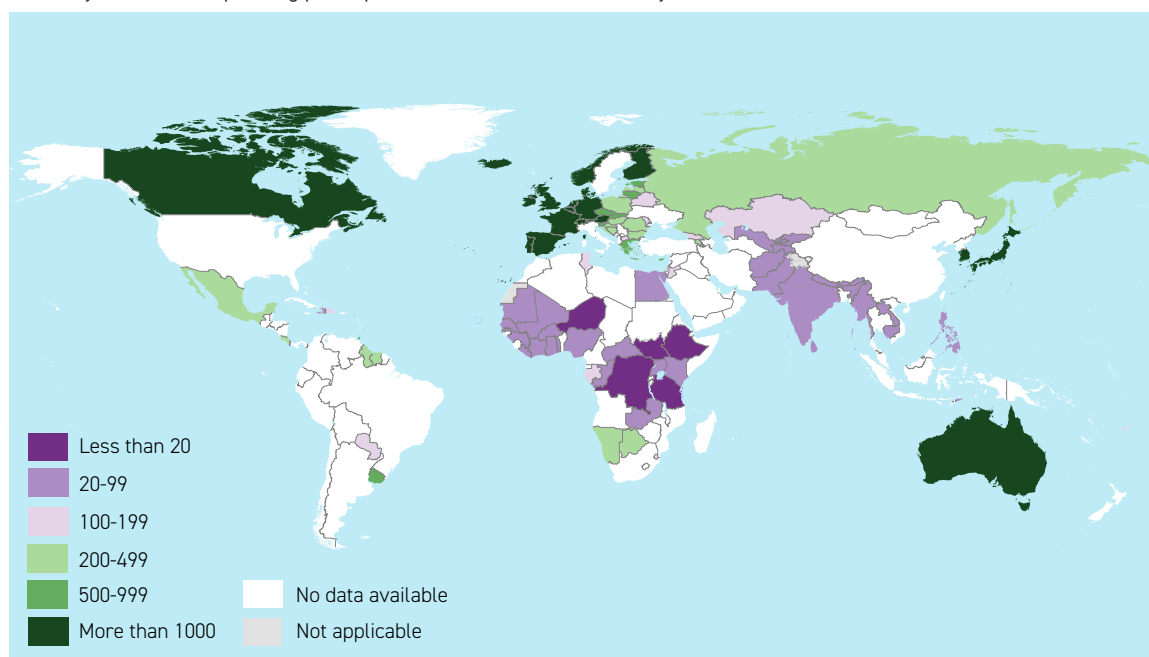 Less than 20
20-99
100-199
200-499
500-999
More than 1000
No data available
Not applicable